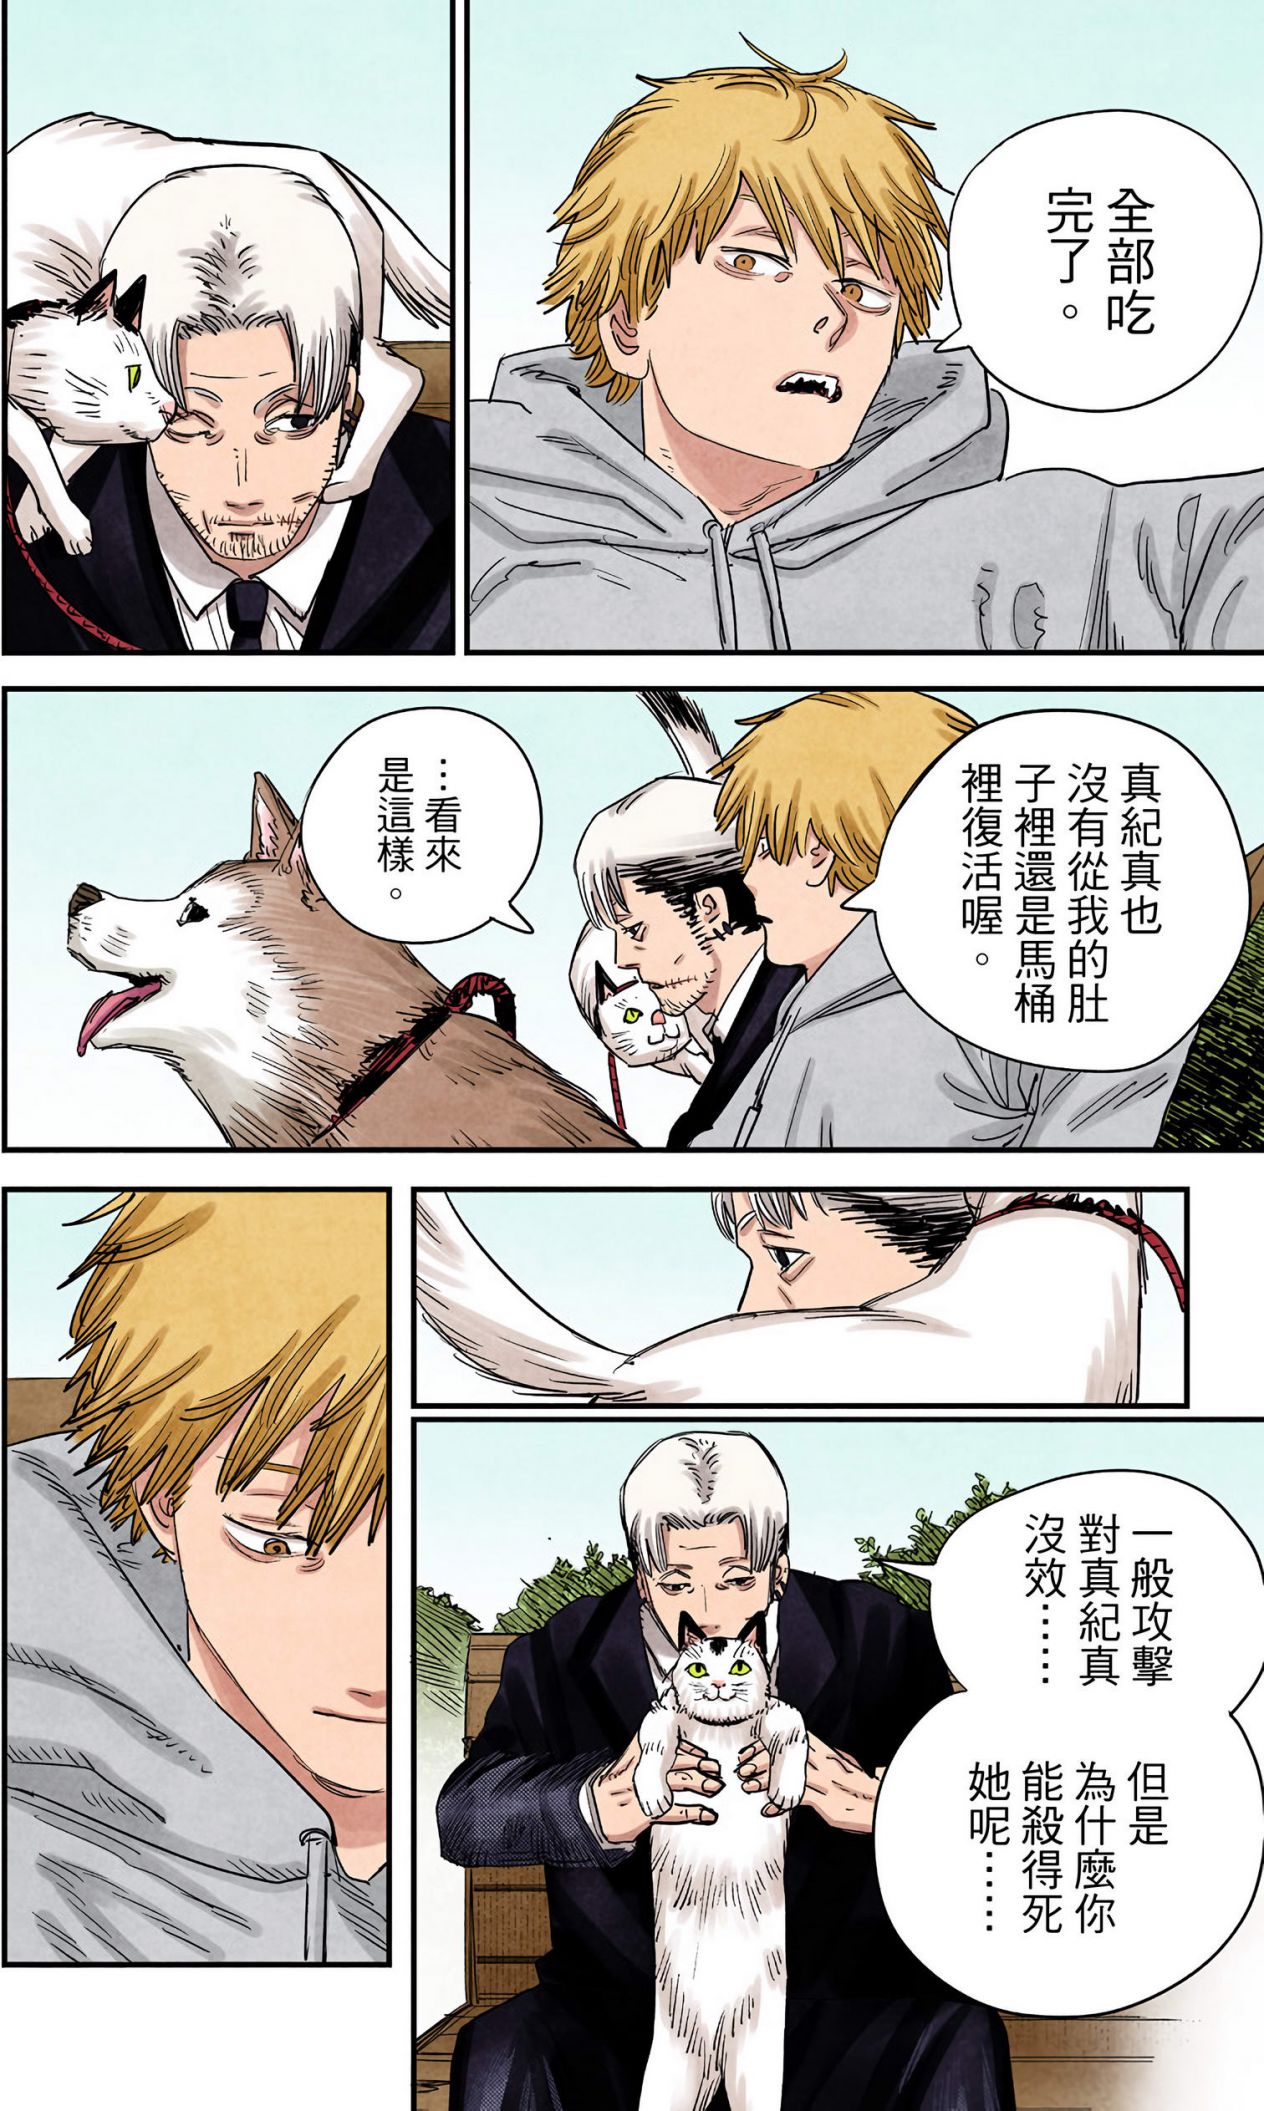 全部吃
完了。
真紀真也
沒有從我的肚
子裡還是馬桶
裡復活喔。
…看來
是這樣。
一般攻擊
對真紀真
沒效……
但是
為什麼你
能殺得死
她呢……